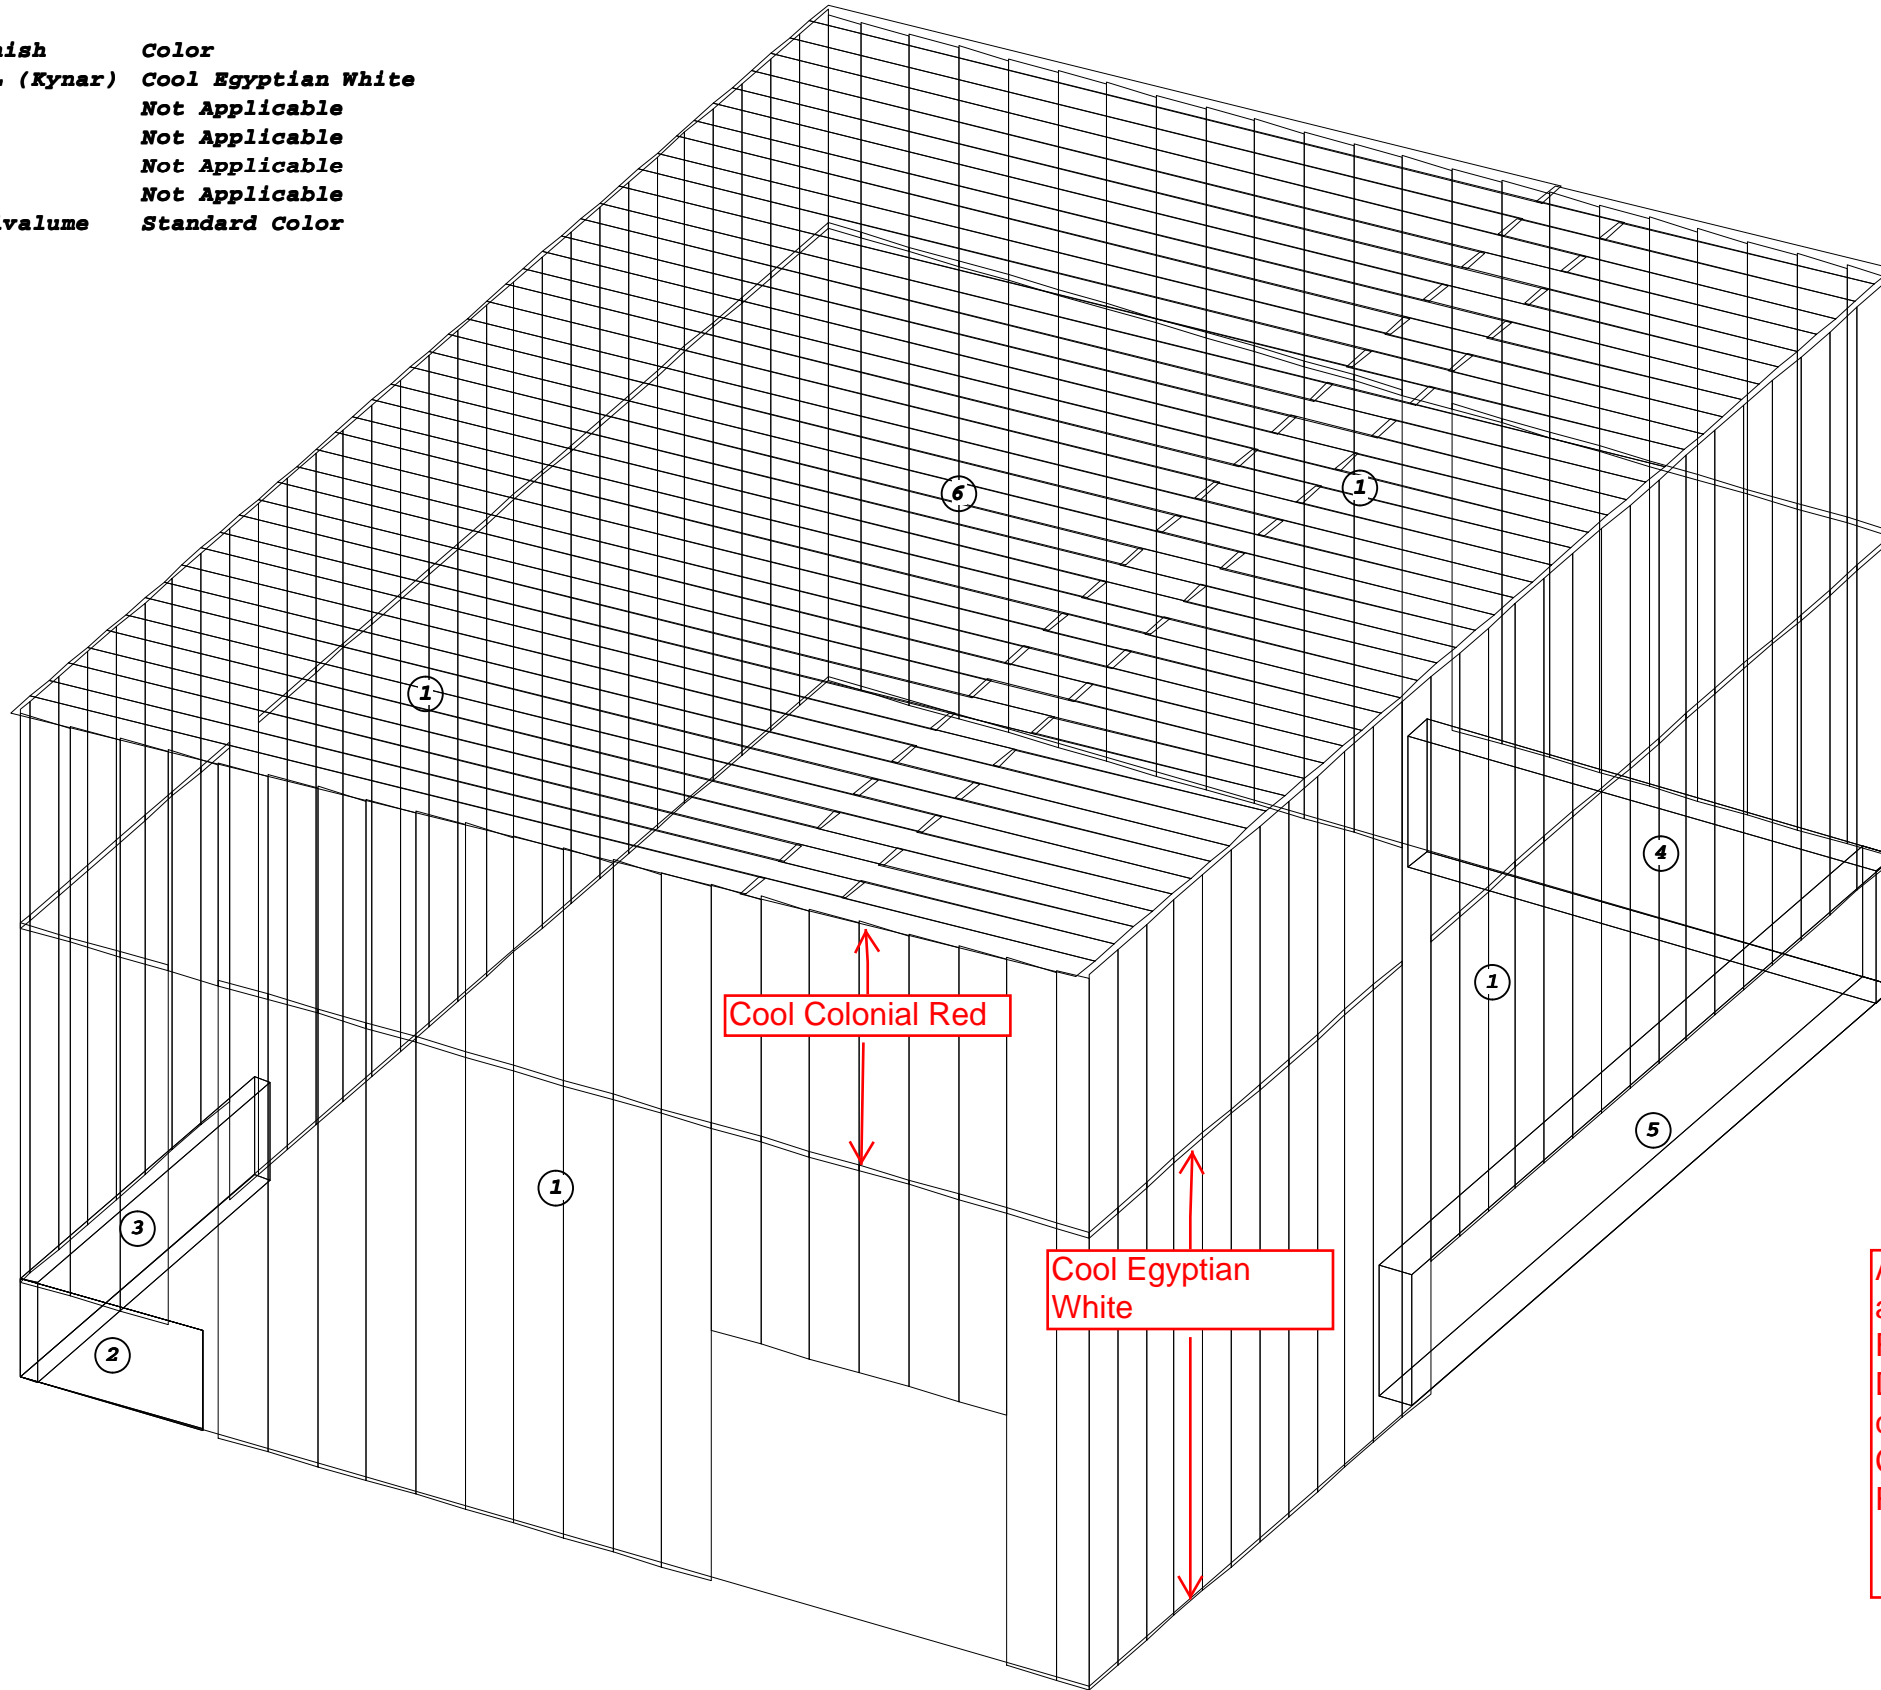 Color
(Kynar) Cool Egyptian White
Not Applicable
Not Applicable
Not Applicable
Not Applicable
Standard Color
6
1
1
4
1
Cool Colonial Red
5
1
3
Cool Egyptian
White
2